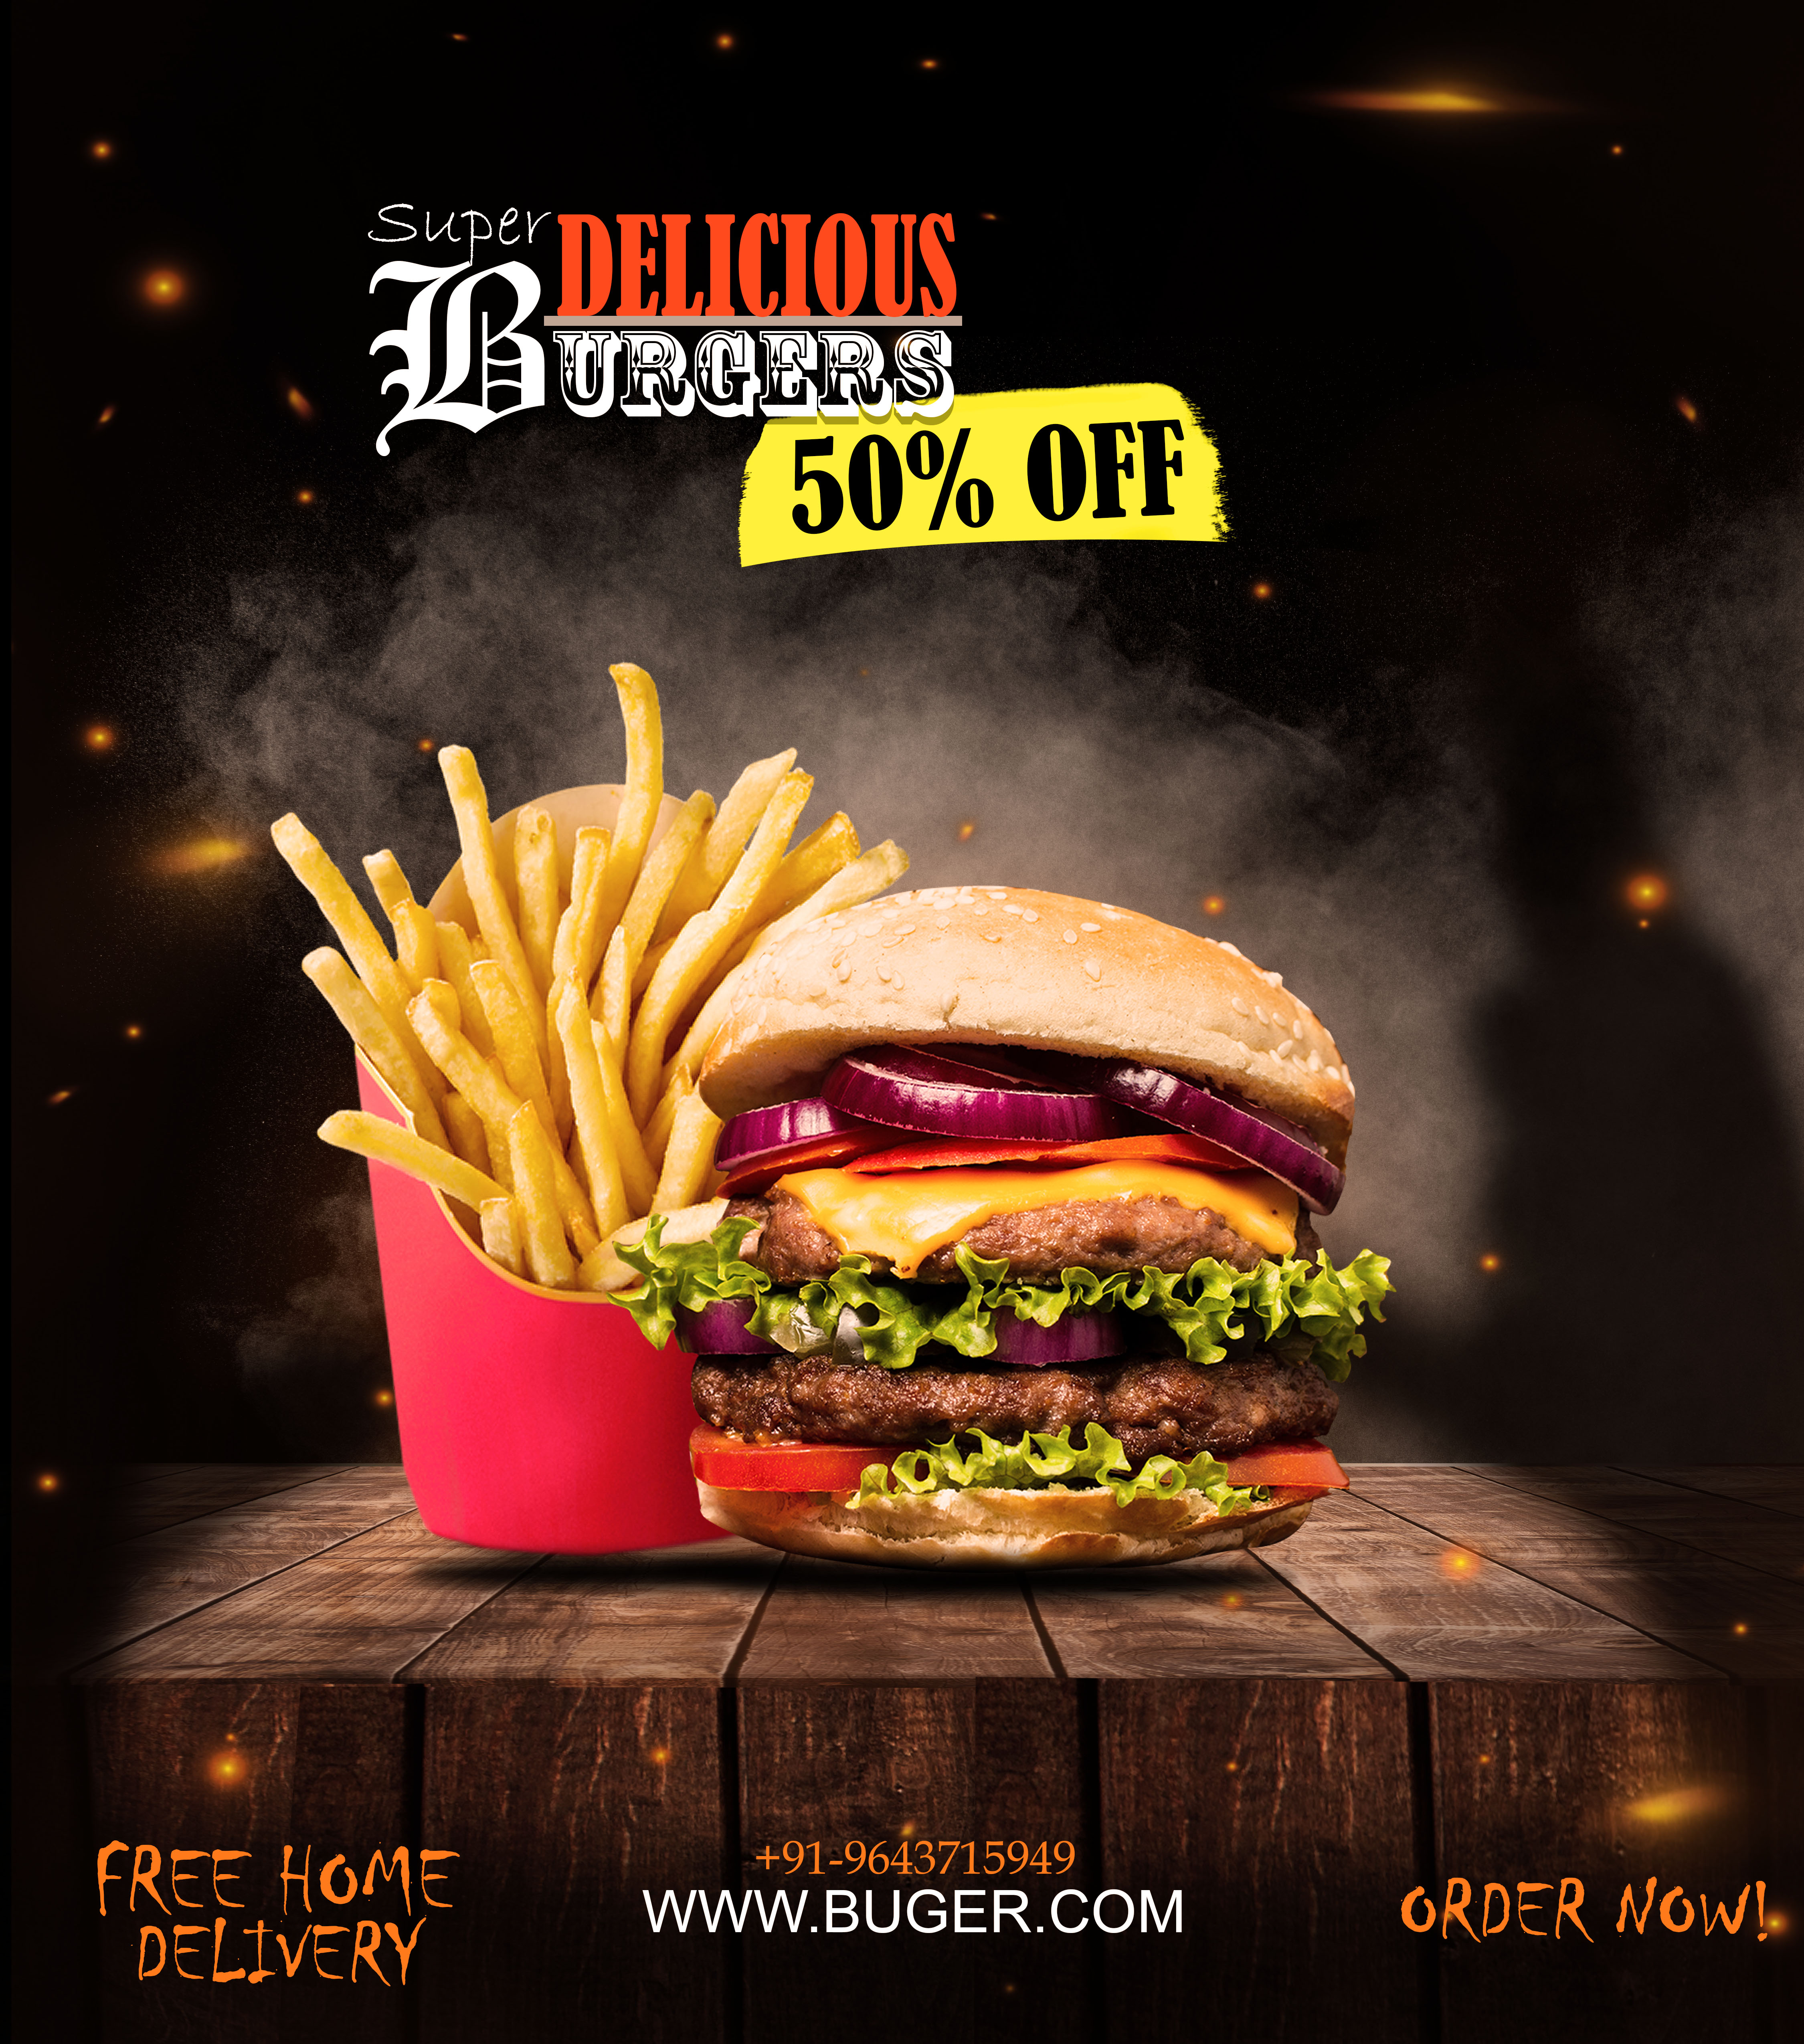 Super DELICIOUS
BURGERS
50% OFF
FREE HOME
DELIVERY
+91-9643715949
WWW.BUGER.COM
ORDER NOW!